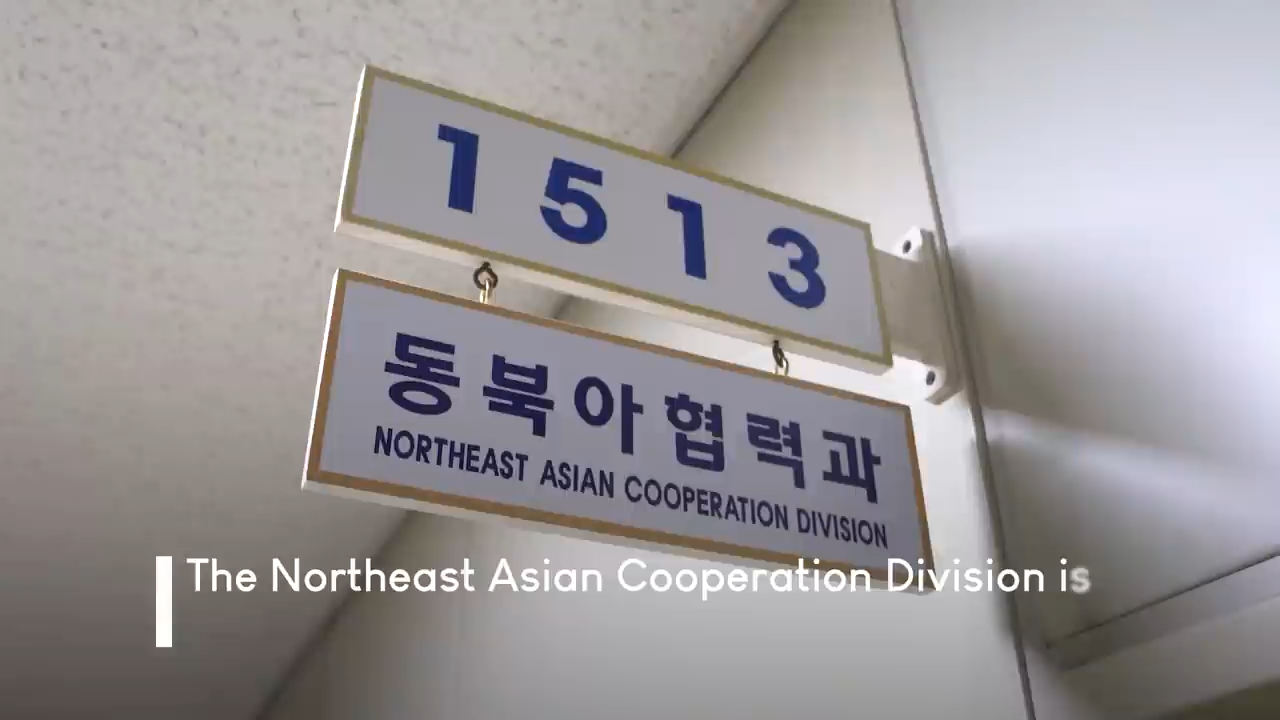 1513
동북아협력과
NORTHEAST ASIAN COOPERATION DIVISION
The Northeast Asian Cooperation Division is